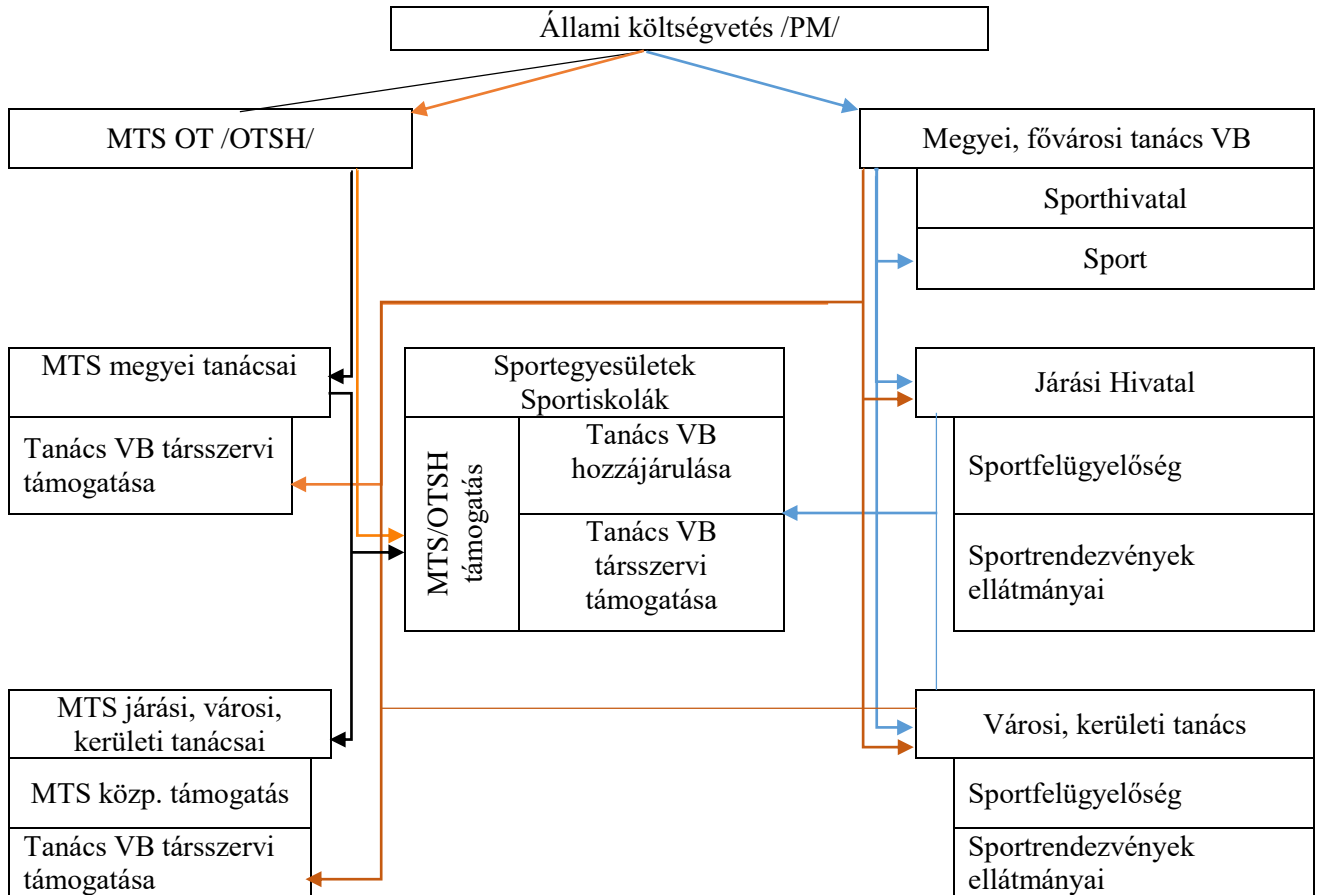 Állami költségvetés /PM/
MTS OT /OTSH/
Megyei, fővárosi tanács VB
Sporthivatal
Sport
MTS megyei tanácsai
Tanács VB társszervi
támogatása
Sportegyesületek
Sportiskolák
MTS/OTSH
támogatás
Tanács VB
hozzájárulása
Tanács VB
társszervi
támogatása
Járási Hivatal
Sportfelügyelőség
Sportrendezvények
ellátmányai
MTS járási, városi,
kerületi tanácsai
MTS közp. támogatás
Tanács VB társszervi
támogatása
Városi, kerületi tanács
Sportfelügyelőség
Sportrendezvények
ellátmányai